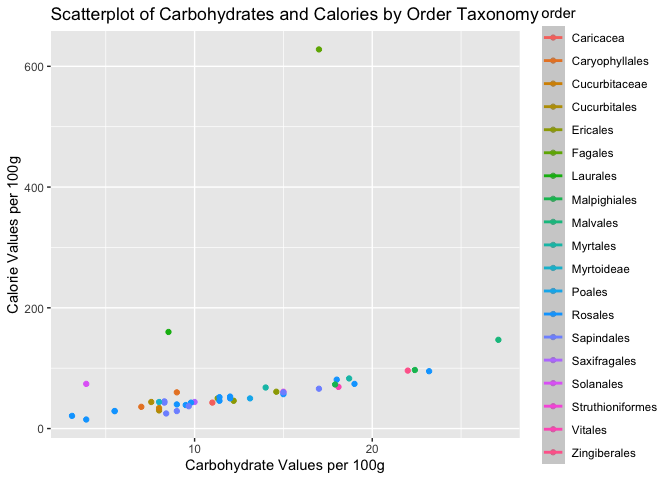 Scatterplot of Carbohydrates and Calories by Order Taxonomy
order
Caricacea
Caryophyllales
Cucurbitaceae
Cucurbitales
Ericales
Fagales
Laurales
Malpighiales
Malvales
Myrtales
Myrtoideae
Poales
Rosales
Sapindales
Saxifragales
Solanales
Struthioniformes
Vitales
Zingiberales
Calorie Values per 100g
600
400
200
0
10
20
Carbohydrate Values per 100g